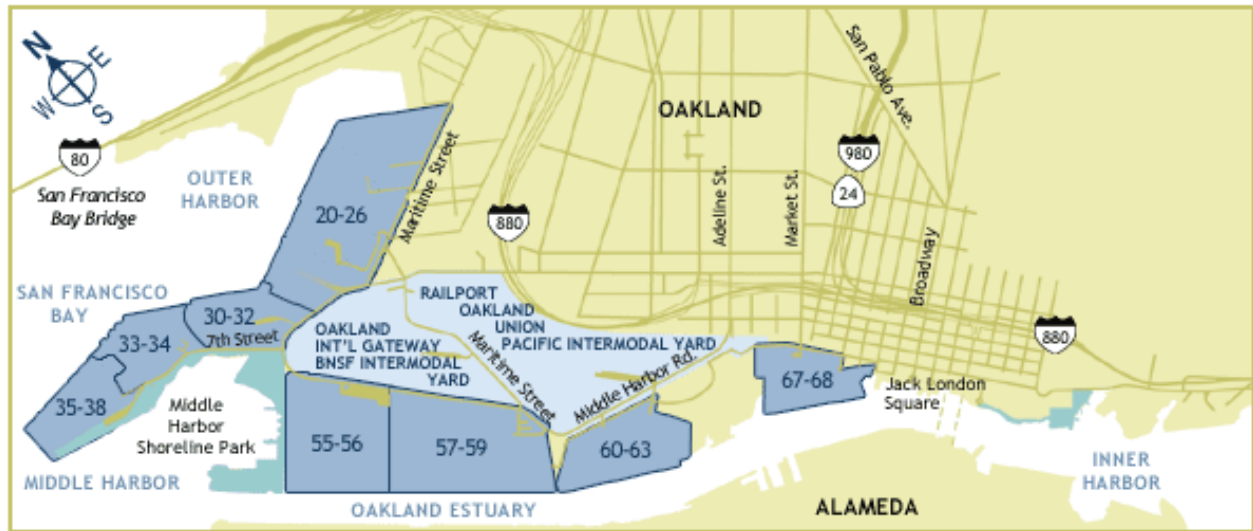 N
E
W
S
80
San Francisco
Bay Bridge
OUTER
HARBOR
OAKLAND
San Pablo Ave.
980
24
880
Adeline St.
Market St.
Broadway
Maritime Street
20-26
SAN FRANCISCO
BAY
30-32
7th Street
33-34
35-38
RAILPORT
OAKLAND
UNION
PACIFIC INTERMODAL YARD
OAKLAND
INT'L GATEWAY
BNSF INTERMODAL
YARD
Maritime Street
Middle Harbor Rd.
880
67-68
Jack London
Square
Middle
Harbor
Shoreline Park
55-56
57-59
60-63
MIDDLE HARBOR
OAKLAND ESTUARY
ALAMEDA
INNER
HARBOR